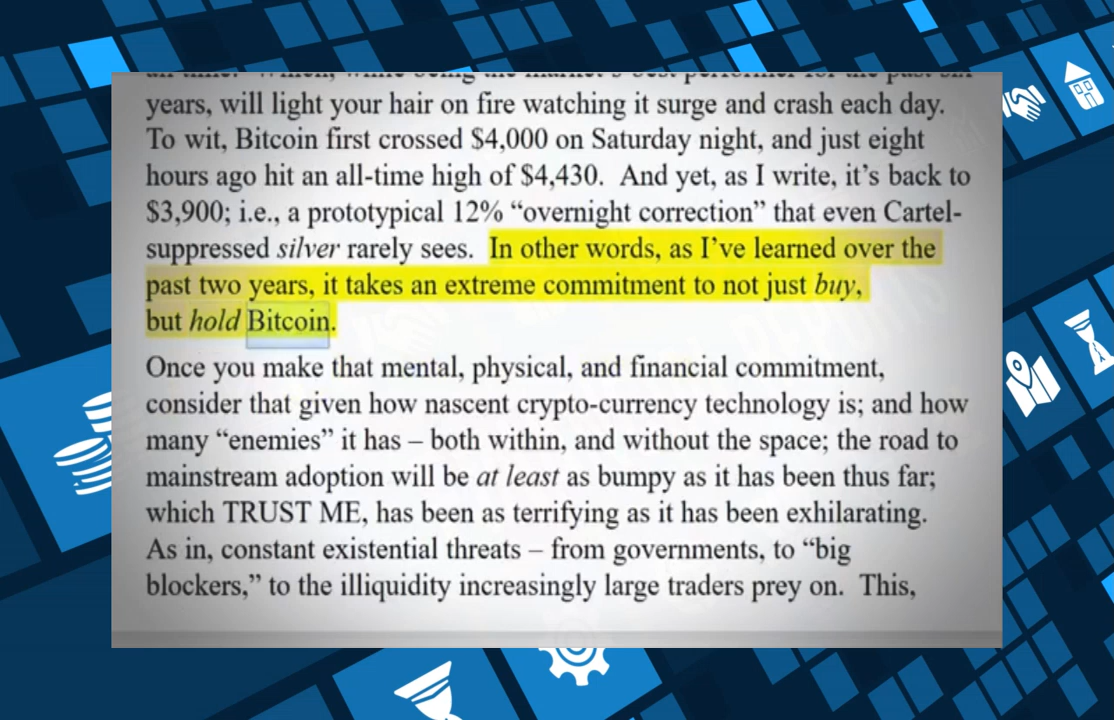 years, will light your hair on fire watching it surge and crash each day.
To wit, Bitcoin first crossed $4,000 on Saturday night, and just eight
hours ago hit an all-time high of $4,430.  And yet, as I write, it’s back to
$3,900; i.e., a prototypical 12% “overnight correction” that even Cartel-
suppressed silver rarely sees.  In other words, as I’ve learned over the
past two years, it takes an extreme commitment to not just buy,
but hold Bitcoin.
Once you make that mental, physical, and financial commitment,
consider that given how nascent crypto-currency technology is; and how
many “enemies” it has – both within, and without the space; the road to
mainstream adoption will be at least as bumpy as it has been thus far;
which TRUST ME, has been as terrifying as it has been exhilarating.
As in, constant existential threats – from governments, to “big
blockers,” to the illiquidity increasingly large traders prey on.  This,